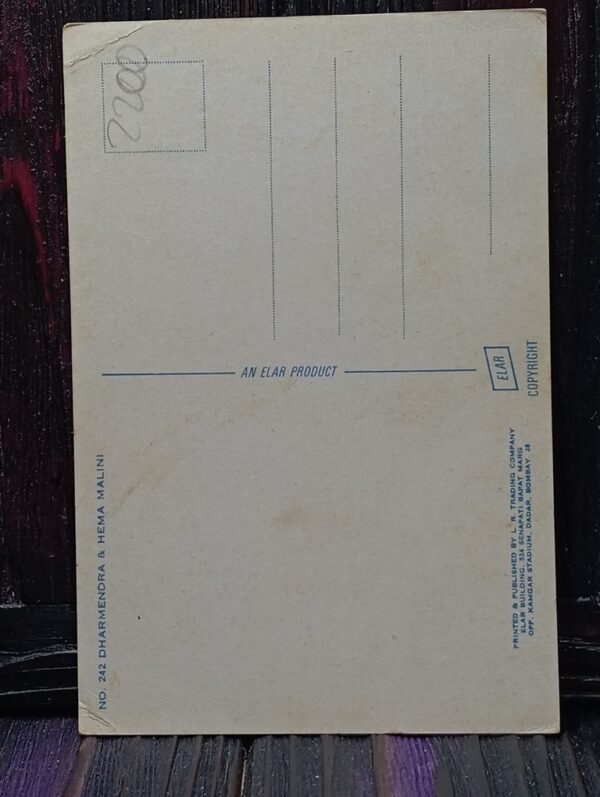 2200
AN ELAR PRODUCT
ELAR
COPYRIGHT
NO. 242 DHARMENDRA & HEMA MALINI
PRINTED & PUBLISHED BY L. R. TRADING COMPANY
ELAR BUILDING, 524 SENAPATI BAPAT MARG
OPP. KAMGAR STADIUM, DADAR, BOMBAY 28